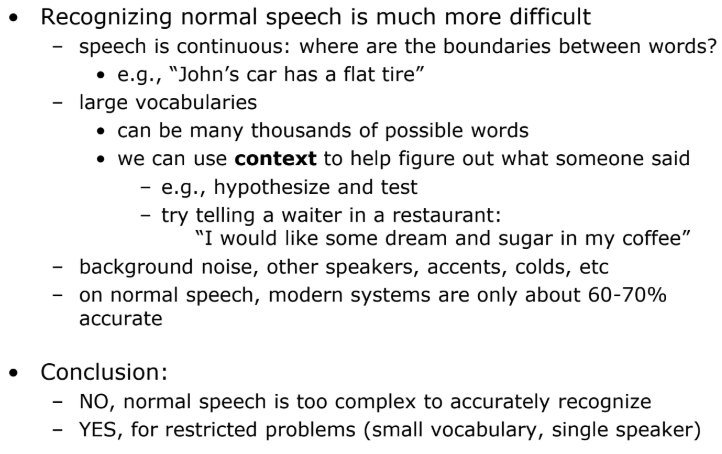 • Recognizing normal speech is much more difficult
– speech is continuous: where are the boundaries between words?
• e.g., “John’s car has a flat tire”
– large vocabularies
• can be many thousands of possible words
• we can use context to help figure out what someone said
– e.g., hypothesize and test
– try telling a waiter in a restaurant:
“I would like some dream and sugar in my coffee”
– background noise, other speakers, accents, colds, etc
– on normal speech, modern systems are only about 60-70%
accurate
• Conclusion:
– NO, normal speech is too complex to accurately recognize
– YES, for restricted problems (small vocabulary, single speaker)